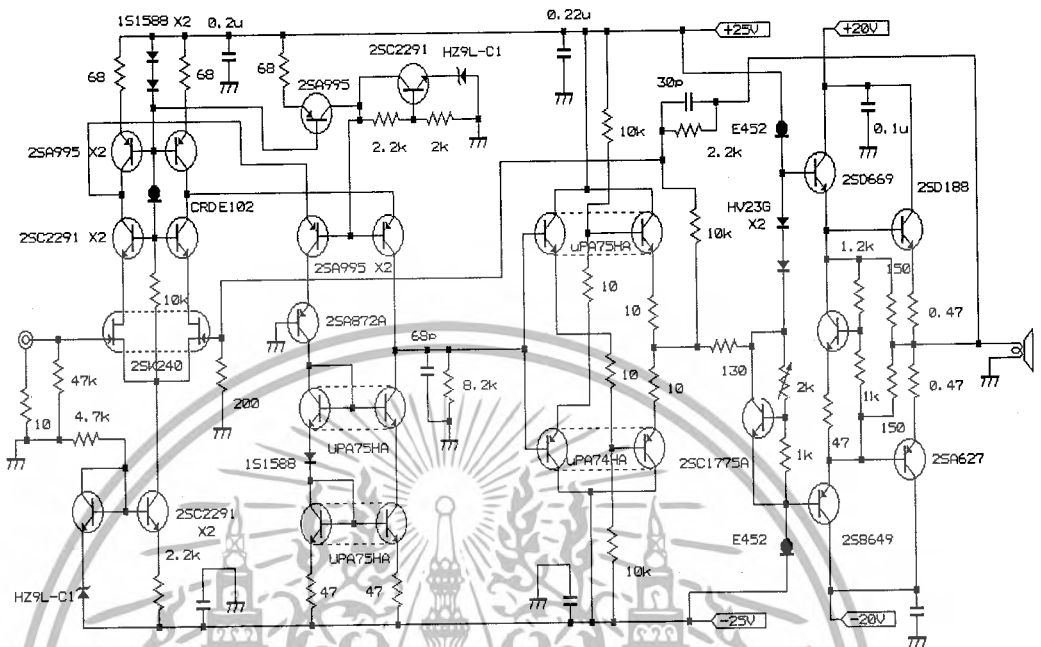 1S1588 X2
0.2u
0.22u
+25V
+20V
68
68
68
2SA995
2SC2291
HZ9L-C1
30p
2.2k
2k
10k
2.2k
E452
0.1u
2SA995 X2
CRDE102
2SD669
2SD188
2SC2291 X2
uPA75HA
10k
HV23G
X2
2SA995 X2
10k
10
10
1.2k
150
0.47
2SA872A
68p
2SK240
47k
10
4.7k
200
8.2k
10
10
130
2k
1k
0.47
UPA75HA
1S1588
uPA74HA
2SC1775A
1k
47
150
2SA627
2SC2291
X2
2.2k
UPA75HA
E452
2SB649
HZ9L-C1
47
47
10k
-25V
-20V